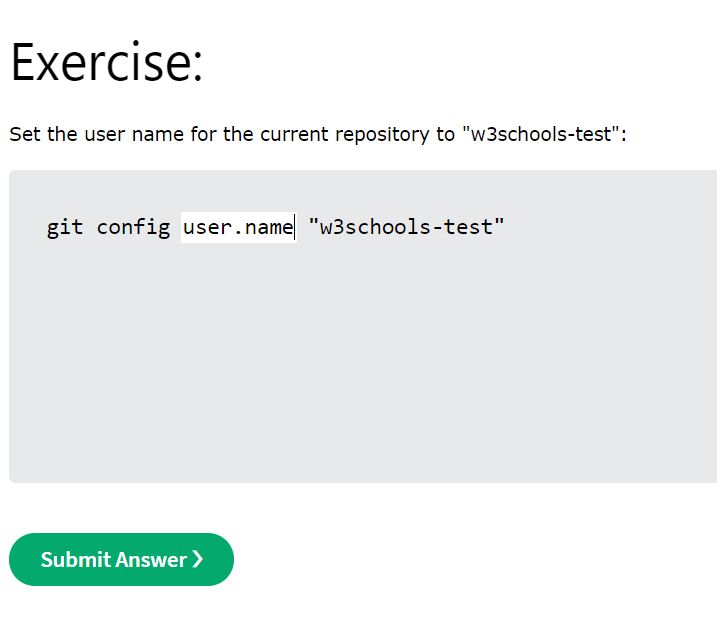 Exercise:
Set the user name for the current repository to "w3schools-test":
git config user.name "w3schools-test"
Submit Answer ❯